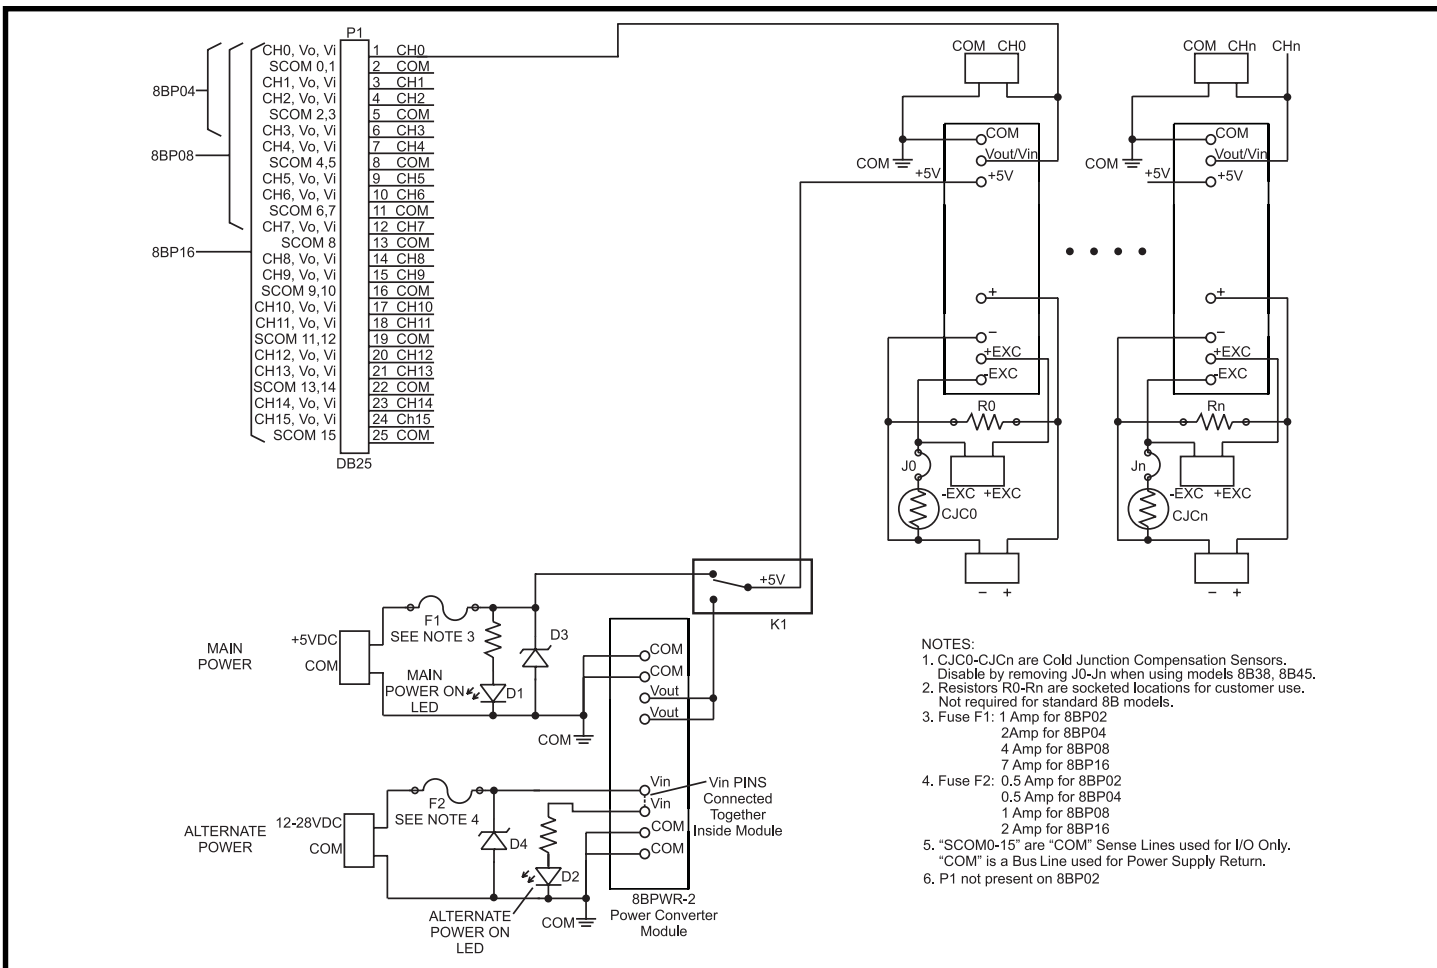 P1
CH0, Vo, Vi 1 CH0
SCOM 0,1 2 COM
CH1, Vo, Vi 3 CH1
CH2, Vo, Vi 4 CH2
SCOM 2,3 5 COM
CH3, Vo, Vi 6 CH3
CH4, Vo, Vi 7 CH4
SCOM 4,5 8 COM
CH5, Vo, Vi 9 CH5
CH6, Vo, Vi 10 CH6
SCOM 6,7 11 COM
CH7, Vo, Vi 12 CH7
SCOM 8 13 COM
CH8, Vo, Vi 14 CH8
CH9, Vo, Vi 15 CH9
SCOM 9,10 16 COM
CH10, Vo, Vi 17 CH10
CH11, Vo, Vi 18 CH11
SCOM 11,12 19 COM
CH12, Vo, Vi 20 CH12
CH13, Vo, Vi 21 CH13
SCOM 13,14 22 COM
CH14, Vo, Vi 23 CH14
CH15, Vo, Vi 24 Ch15
SCOM 15 25 COM
DB25
8BP04
8BP08
8BP16
COM CH0
COM
Vout/Vin
COM
+5V
+5V
+
–
+EXC
-EXC
R0
J0
-EXC +EXC
CJC0
– +
COM CHn CHn
COM
Vout/Vin
COM
+5V
+5V
+
–
+EXC
-EXC
Rn
Jn
-EXC +EXC
CJCn
– +
+5V
K1
MAIN
POWER
+5VDC
COM
F1
SEE NOTE 3
D3
MAIN
POWER ON
LED
D1
COM
COM
COM
Vout
Vout
ALTERNATE
POWER
12-28VDC
COM
F2
SEE NOTE 4
D4
D2
ALTERNATE
POWER ON
LED
COM
Vin
Vin
COM
COM
Vin PINS
Connected
Together
Inside Module
8BPWR-2
Power Converter
Module
NOTES:
1. CJC0-CJCn are Cold Junction Compensation Sensors.
Disable by removing J0-Jn when using models 8B38, 8B45.
2. Resistors R0-Rn are socketed locations for customer use.
Not required for standard 8B models.
3. Fuse F1: 1 Amp for 8BP02
2Amp for 8BP04
4 Amp for 8BP08
7 Amp for 8BP16
4. Fuse F2: 0.5 Amp for 8BP02
0.5 Amp for 8BP04
1 Amp for 8BP08
2 Amp for 8BP16
5. “SCOM0-15” are “COM” Sense Lines used for I/O Only.
“COM” is a Bus Line used for Power Supply Return.
6. P1 not present on 8BP02